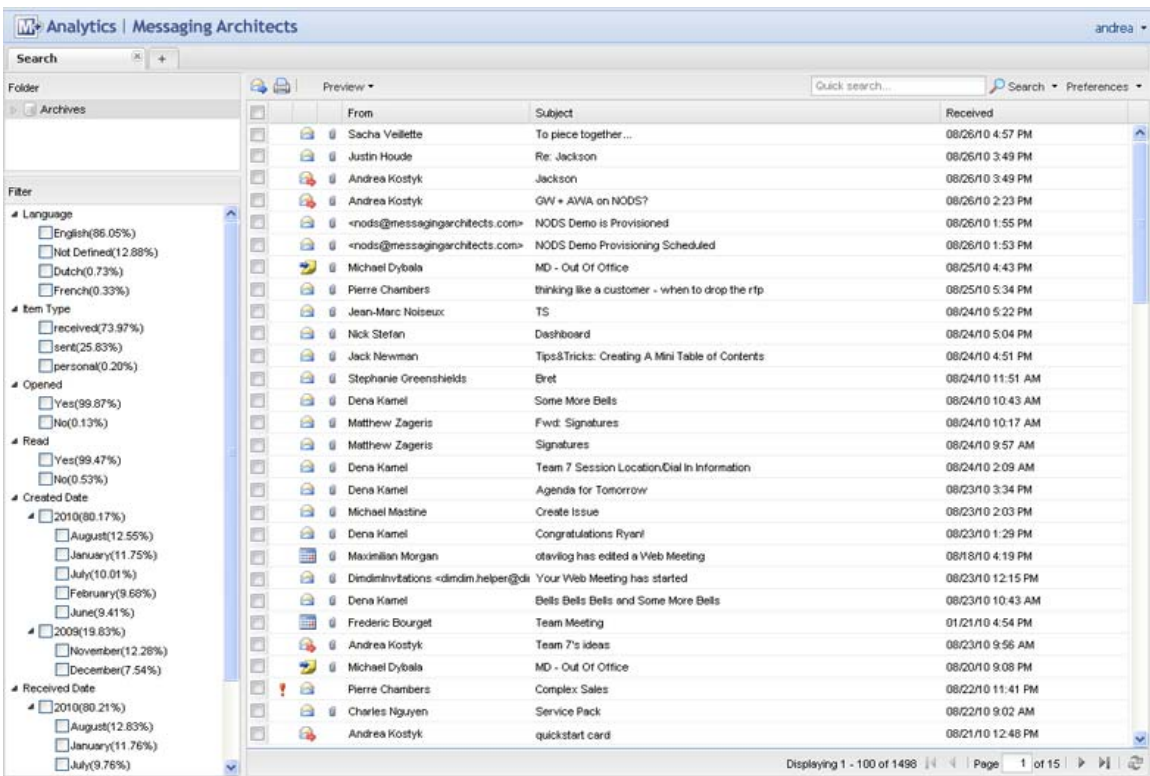 M+ Analytics | Messaging Architects
andrea
Search
+
Folder
Archives
Filter
Language
English(86.05%)
Not Defined(12.88%)
Dutch(0.73%)
French(0.33%)
Item Type
received(73.97%)
sent(25.83%)
personal(0.20%)
Opened
Yes(99.87%)
No(0.13%)
Read
Yes(99.47%)
No(0.53%)
Created Date
2010(80.17%)
August(12.55%)
January(11.75%)
July(10.01%)
February(9.68%)
June(9.41%)
2009(19.83%)
November(12.28%)
December(7.54%)
Received Date
2010(80.21%)
August(12.83%)
January(11.76%)
July(9.76%)
Preview
Quick search...
Search
Preferences
From Subject Received
Sacha Veillette To piece together... 08/26/10 4:57 PM
Justin Houde Re: Jackson 08/26/10 3:49 PM
Andrea Kostyk Jackson 08/26/10 3:49 PM
Andrea Kostyk GW + AWA on NODS? 08/26/10 2:23 PM
<nods@messagingarchitects.com> NODS Demo is Provisioned 08/26/10 1:55 PM
<nods@messagingarchitects.com> NODS Demo Provisioning Scheduled 08/26/10 1:53 PM
Michael Dybala MD - Out Of Office 08/25/10 4:43 PM
Pierre Chambers thinking like a customer - when to drop the rfp 08/25/10 5:34 PM
Jean-Marc Noiseux TS 08/24/10 5:22 PM
Nick Stefan Dashboard 08/24/10 5:04 PM
Jack Newman Tips&Tricks: Creating A Mini Table of Contents 08/24/10 4:51 PM
Stephanie Greenshields Bret 08/24/10 11:51 AM
Dena Kamel Some More Bells 08/24/10 10:43 AM
Matthew Zageris Fwd: Signatures 08/24/10 10:17 AM
Matthew Zageris Signatures 08/24/10 9:57 AM
Dena Kamel Team 7 Session Location/Dial In Information 08/24/10 2:09 AM
Dena Kamel Agenda for Tomorrow 08/23/10 3:34 PM
Michael Mastine Create Issue 08/23/10 2:03 PM
Dena Kamel Congratulations Ryan! 08/23/10 1:29 PM
Maximilian Morgan otavilog has edited a Web Meeting 08/18/10 4:19 PM
DimdimInvitations <dimdim.helper@di Your Web Meeting has started 08/23/10 12:15 PM
Dena Kamel Bells Bells Bells and Some More Bells 08/23/10 10:43 AM
Frederic Bourget Team Meeting 01/21/10 4:54 PM
Andrea Kostyk Team 7's ideas 08/23/10 9:56 AM
Michael Dybala MD - Out Of Office 08/20/10 9:08 PM
Pierre Chambers Complex Sales 08/22/10 11:41 PM
Charles Nguyen Service Pack 08/22/10 9:02 AM
Andrea Kostyk quickstart card 08/21/10 12:48 PM
Displaying 1 - 100 of 1498 Page 1 of 15